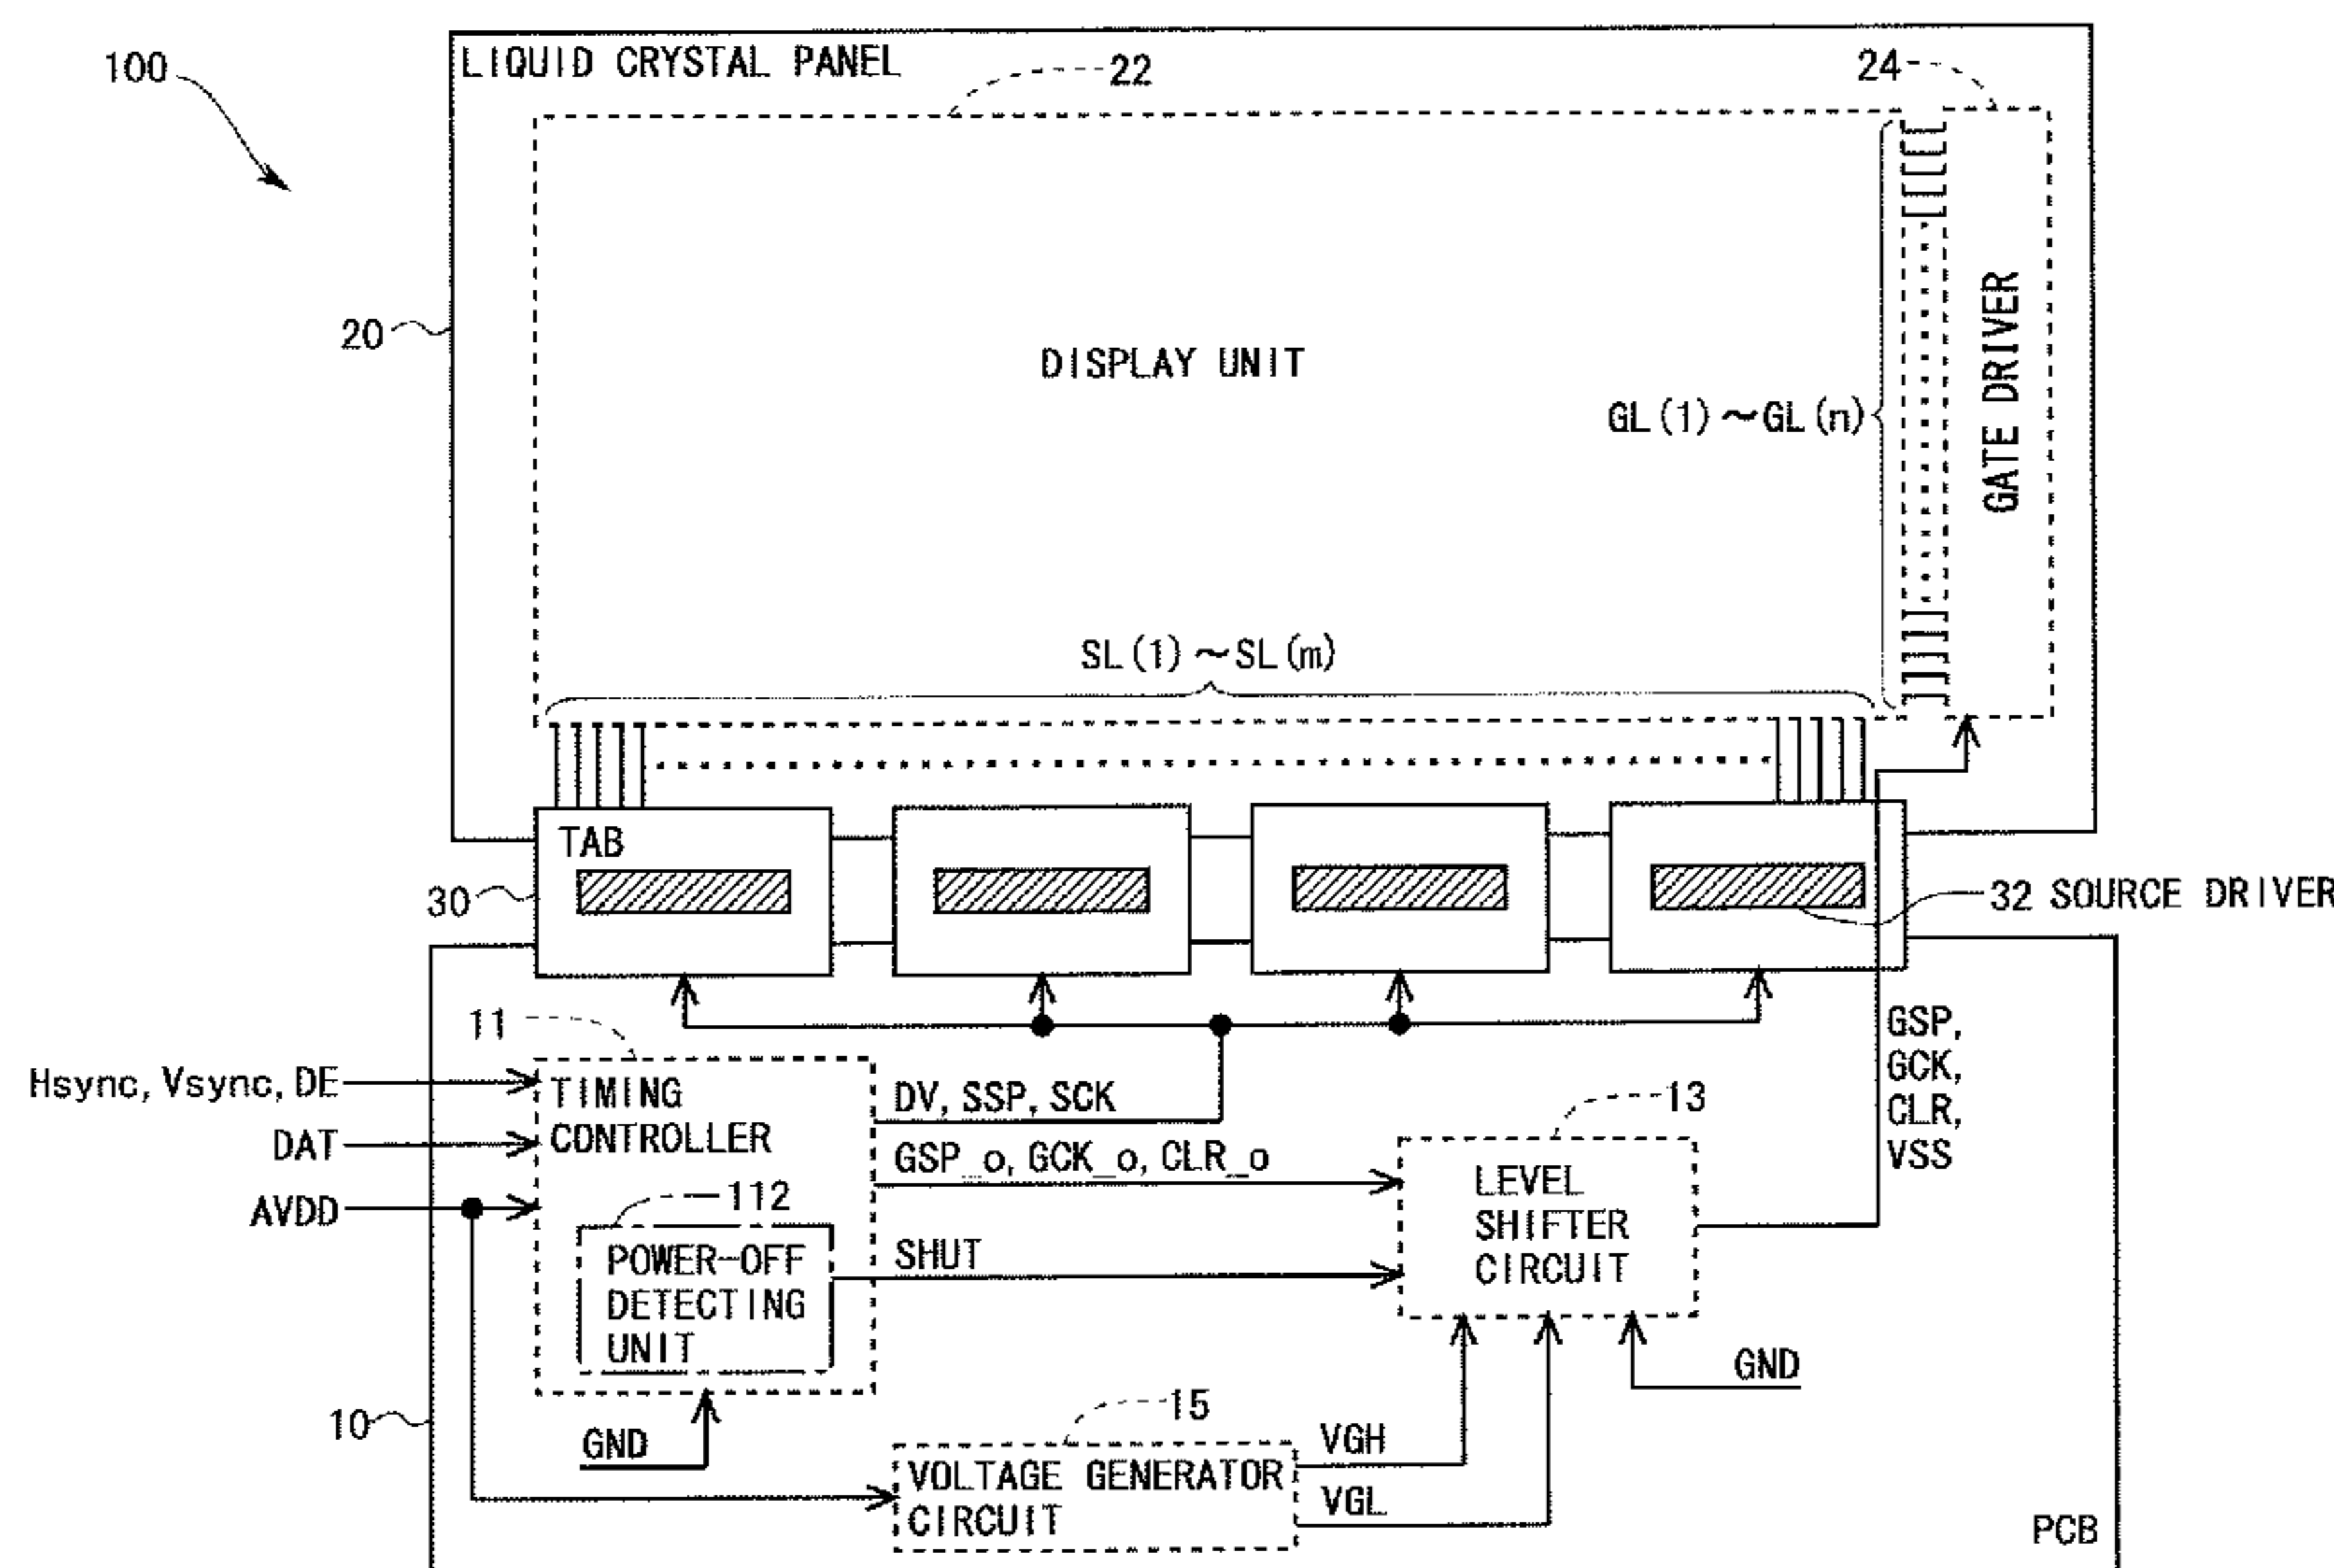 LIQUID CRYSTAL PANEL
100
22
24
20
DISPLAY UNIT
GATE DRIVER
GL(1)~GL(n)
SL(1)~SL(m)
TAB
30
32 SOURCE DRIVER
11
GSP,
GCK,
CLR,
VSS
Hsync, Vsync, DE
TIMING
CONTROLLER
DV, SSP, SCK
13
DAT
GSP_o, GCK_o, CLR_o
LEVEL
SHIFTER
CIRCUIT
AVDD
112
POWER-OFF
DETECTING
UNIT
SHUT
GND
10
GND
15
VGH
VOLTAGE GENERATOR
CIRCUIT
VGL
PCB